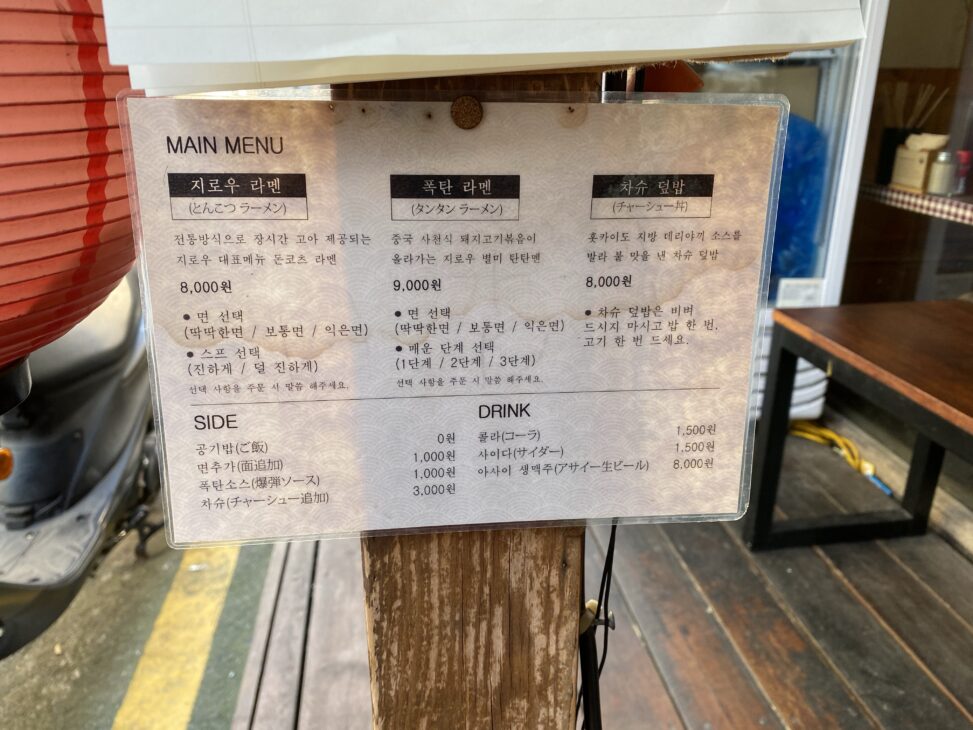 MAIN MENU
지로우 라멘
(とんこつ ラーメン)
전통방식으로 장시간 고아 제공되는
지로우 대표메뉴 돈코츠 라멘
8,000원
● 면 선택
(딱딱한면 / 보통면 / 익은면)
● 스프 선택
(진하게 / 덜 진하게)
선택 사항을 주문 시 말씀 해주세요.
폭탄 라멘
(タンタン ラーメン)
중국 사천식 돼지고기볶음이
올라가는 지로우 별미 탄탄멘
9,000원
● 면 선택
(딱딱한면 / 보통면 / 익은면)
● 매운 단계 선택
(1단계 / 2단계 / 3단계)
선택 사항을 주문 시 말씀 해주세요.
차슈 덮밥
(チャーシュー丼)
홋카이도 지방 데리야끼 소스를
발라 불 맛을 낸 차슈 덮밥
8,000원
● 차슈 덮밥은 비벼
드시지 마시고 밥 한 번,
고기 한 번 드세요.
SIDE
공기밥(ご飯) 0원
면추가(面追加) 1,000원
폭탄소스(爆弾ソース) 1,000원
차슈(チャーシュー追加) 3,000원
DRINK
콜라(コーラ) 1,500원
사이다(サイダー) 1,500원
아사이 생맥주(アサイー生ビール) 8,000원